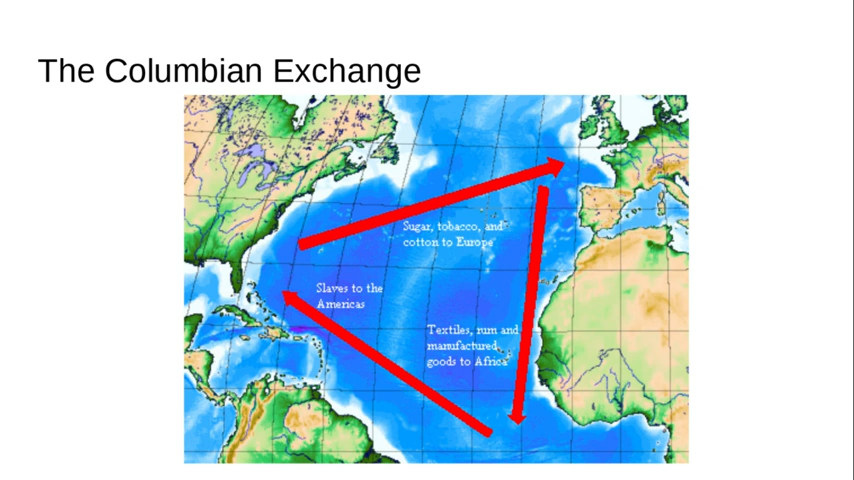 The Columbian Exchange
Sugar, tobacco, and
cotton to Europe
Slaves to the
Americas
Textiles, rum and
manufactured
goods to Africa